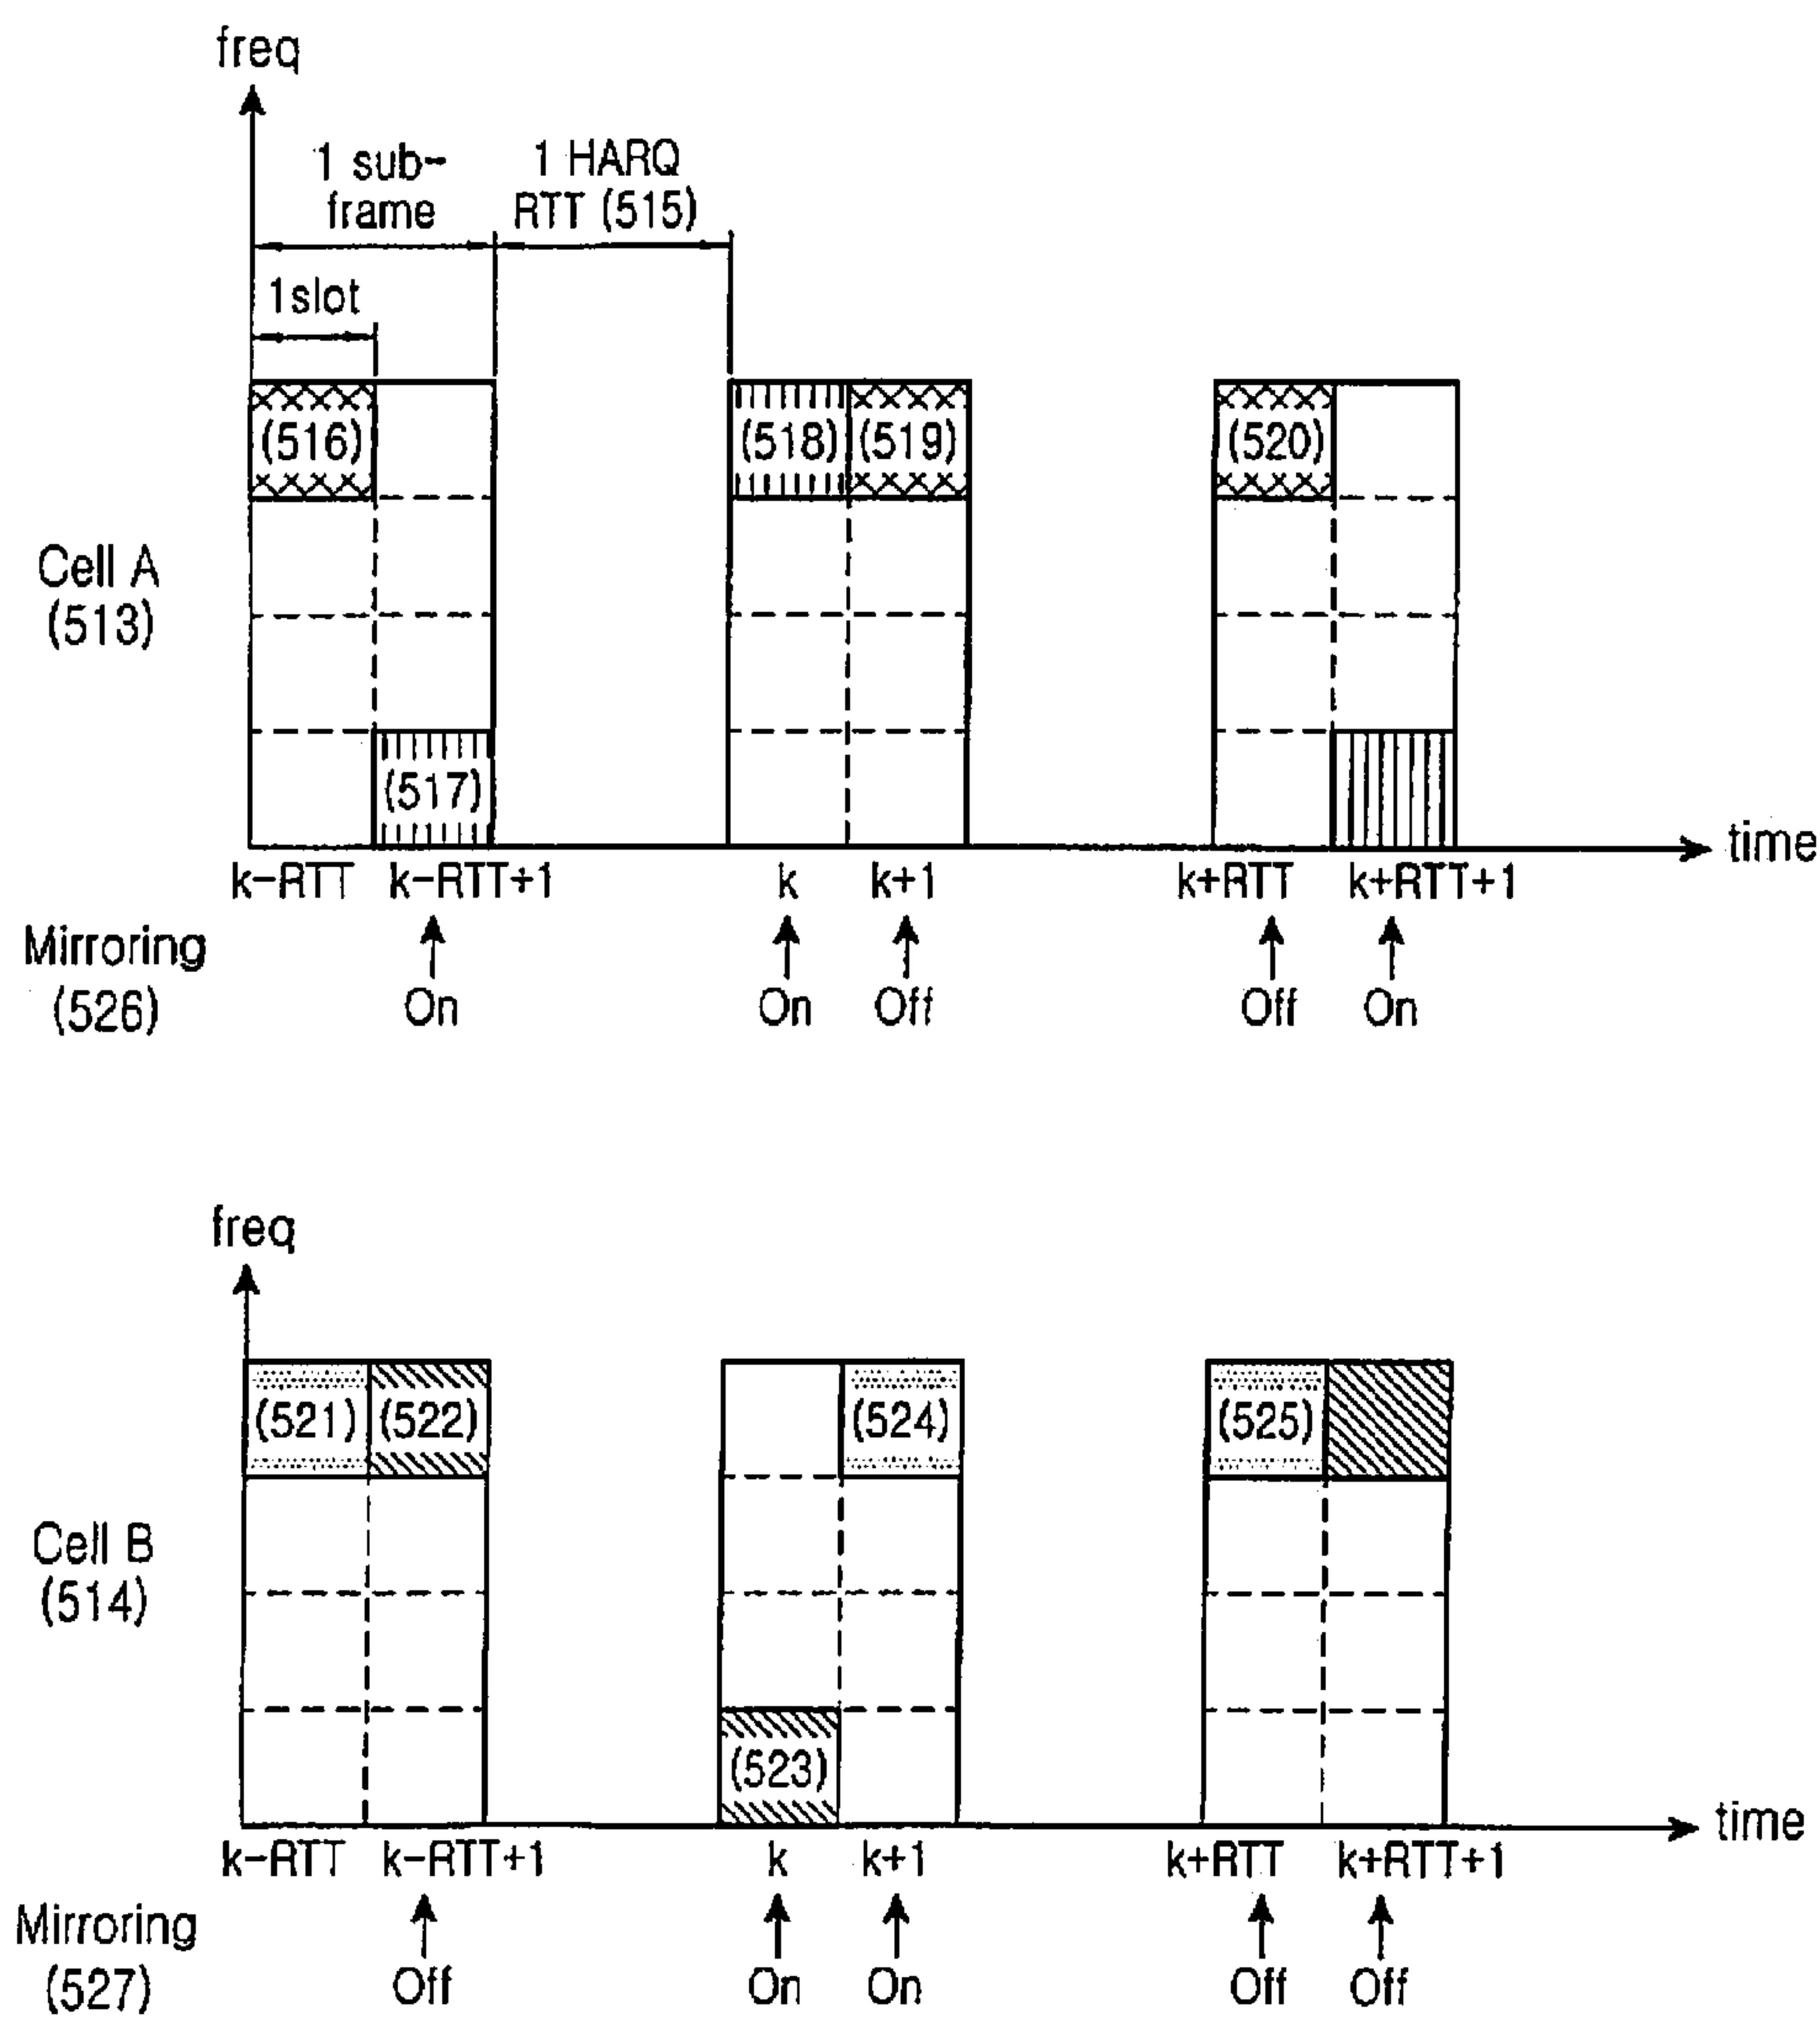 freq
1 sub-
frame
1 HARQ
RTT (515)
1slot
(516)
(518)
(519)
(520)
Cell A
(513)
(517)
time
k-RTT
k-RTT+1
k
k+1
k+RTT
k+RTT+1
Mirroring
(526)
On
On
Off
Off
On
freq
(521)
(522)
(524)
(525)
Cell B
(514)
(523)
time
k-RTT
k-RTT+1
k
k+1
k+RTT
k+RTT+1
Mirroring
(527)
Off
On
On
Off
Off